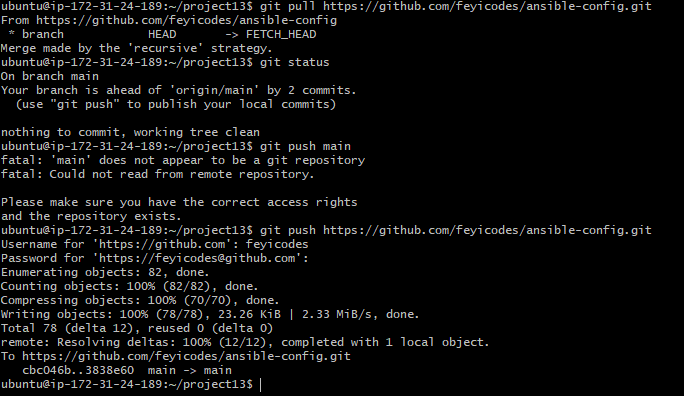 ubuntu@ip-172-31-24-189:~/project13$ git pull https://github.com/feyicodes/ansible-config.git
From https://github.com/feyicodes/ansible-config
 * branch            HEAD       -> FETCH_HEAD
Merge made by the 'recursive' strategy.
ubuntu@ip-172-31-24-189:~/project13$ git status
On branch main
Your branch is ahead of 'origin/main' by 2 commits.
  (use "git push" to publish your local commits)

nothing to commit, working tree clean
ubuntu@ip-172-31-24-189:~/project13$ git push main
fatal: 'main' does not appear to be a git repository
fatal: Could not read from remote repository.

Please make sure you have the correct access rights
and the repository exists.
ubuntu@ip-172-31-24-189:~/project13$ git push https://github.com/feyicodes/ansible-config.git
Username for 'https://github.com': feyicodes
Password for 'https://feyicodes@github.com':
Enumerating objects: 82, done.
Counting objects: 100% (82/82), done.
Compressing objects: 100% (70/70), done.
Writing objects: 100% (78/78), 23.26 KiB | 2.33 MiB/s, done.
Total 78 (delta 12), reused 0 (delta 0)
remote: Resolving deltas: 100% (12/12), completed with 1 local object.
To https://github.com/feyicodes/ansible-config.git
   cbc046b..3838e60  main -> main
ubuntu@ip-172-31-24-189:~/project13$